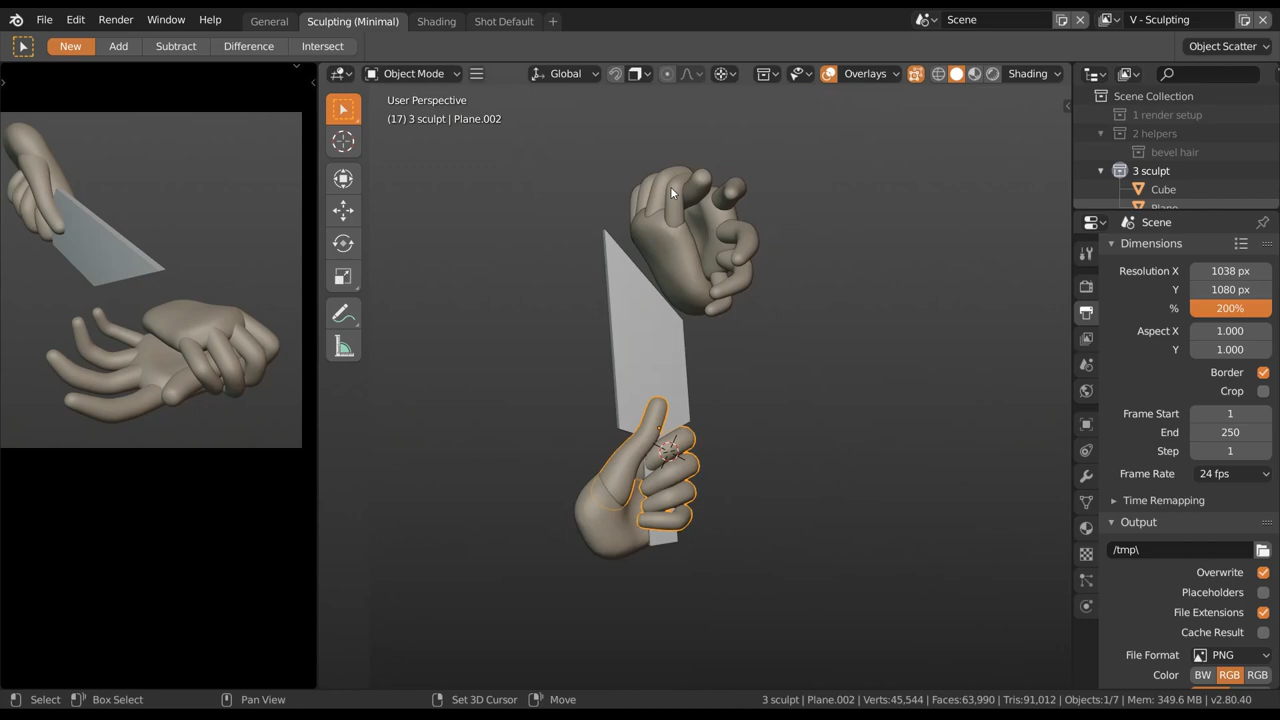 File Edit Render Window Help General Sculpting (Minimal) Shading Shot Default Scene V - Sculpting
New Add Subtract Difference Intersect Object Scatter
Object Mode Global Overlays Shading
User Perspective
(17) 3 sculpt | Plane.002
Scene Collection
1 render setup
2 helpers
bevel hair
3 sculpt
Cube
Plane
Scene
Dimensions
Resolution X 1038 px
Y 1080 px
% 200%
Aspect X 1.000
Y 1.000
Border
Crop
Frame Start 1
End 250
Step 1
Frame Rate 24 fps
Time Remapping
Output
/tmp\
Overwrite
Placeholders
File Extensions
Cache Result
File Format PNG
Color BW RGB RGB
Select Box Select Pan View Set 3D Cursor Move 3 sculpt | Plane.002 | Verts:45,544 | Faces:63,990 | Tris:91,012 | Objects:1/7 | Mem: 349.6 MB | v2.80.40